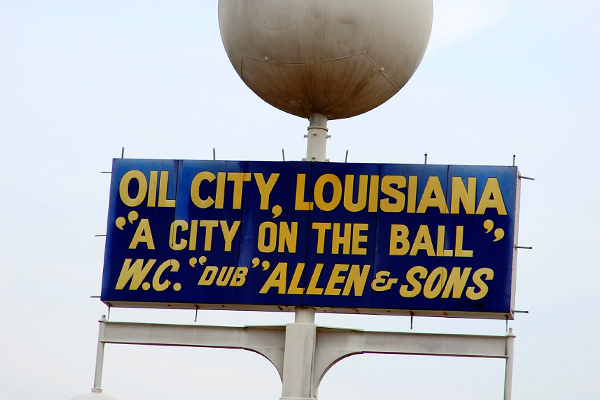 OIL CITY, LOUISIANA
“A CITY ON THE BALL”
W.C. “DUB” ALLEN & SONS